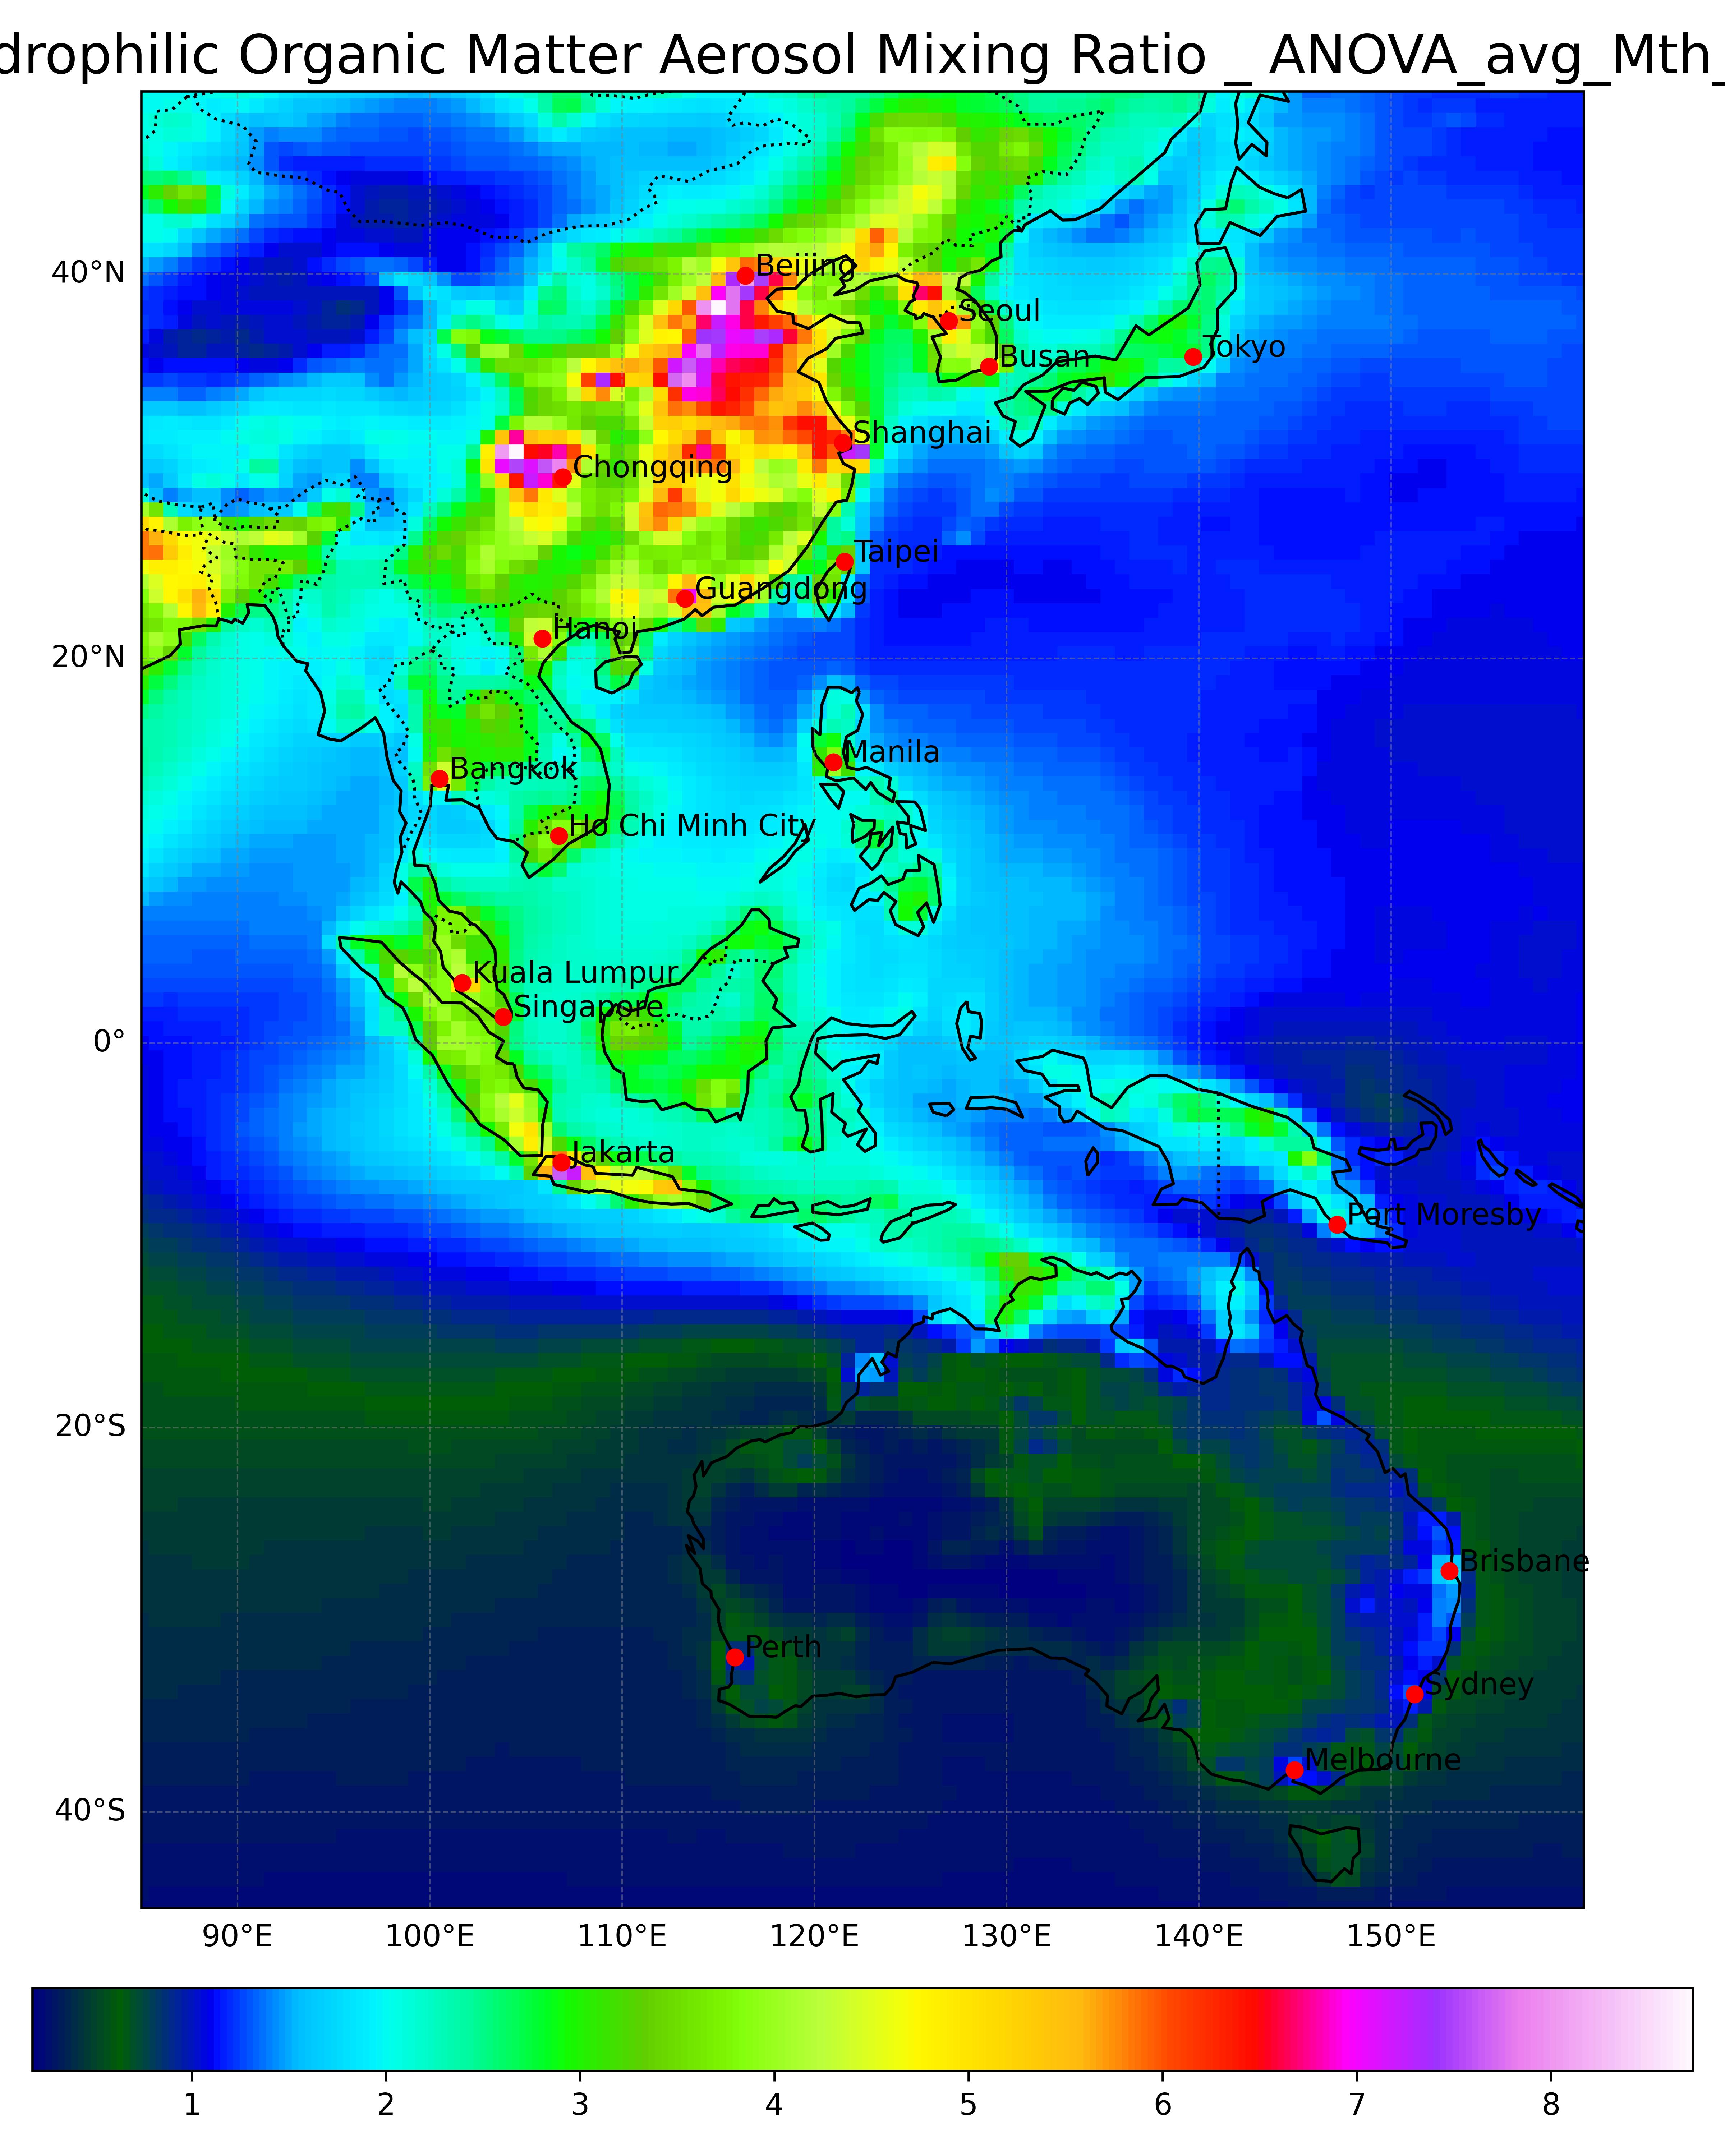 drophilic Organic Matter Aerosol Mixing Ratio _ ANOVA_avg_Mth_
40°N
20°N
0°
20°S
40°S
Beijing
Seoul
Busan
Tokyo
Shanghai
Chongqing
Taipei
Guangdong
Hanoi
Manila
Bangkok
Ho Chi Minh City
Kuala Lumpur
Singapore
Jakarta
Port Moresby
Brisbane
Perth
Sydney
Melbourne
90°E 100°E 110°E 120°E 130°E 140°E 150°E
1 2 3 4 5 6 7 8